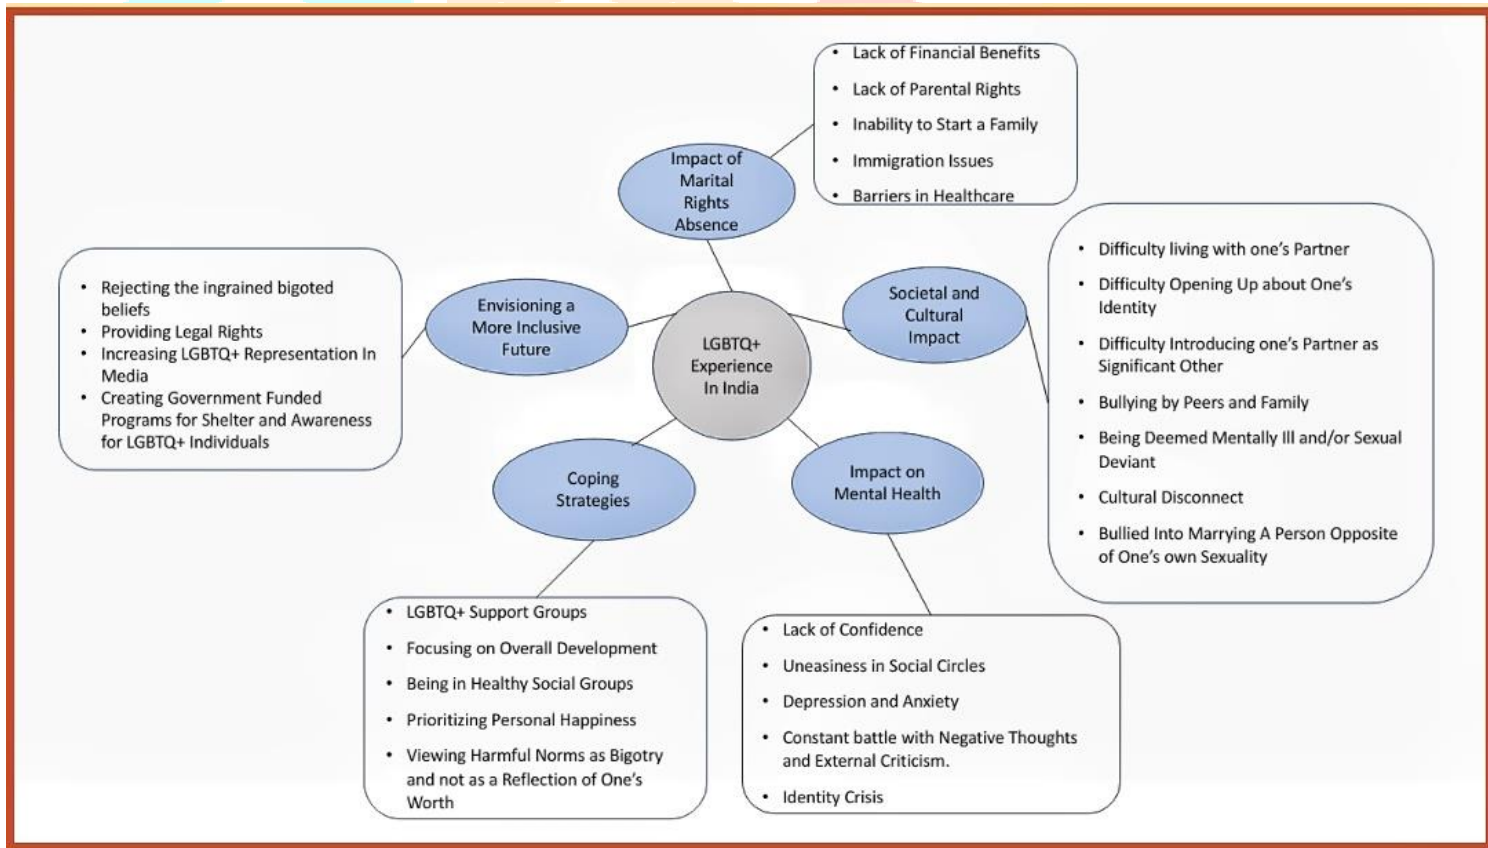 • Lack of Financial Benefits
• Lack of Parental Rights
• Inability to Start a Family
• Immigration Issues
• Barriers in Healthcare
Impact of
Marital
Rights
Absence
• Difficulty living with one's Partner
• Difficulty Opening Up about One's
Identity
• Difficulty Introducing one's Partner as
Significant Other
• Bullying by Peers and Family
• Being Deemed Mentally Ill and/or Sexual
Deviant
• Cultural Disconnect
• Bullied Into Marrying A Person Opposite
of One's own Sexuality
Societal and
Cultural
Impact
• Rejecting the ingrained bigoted
beliefs
• Providing Legal Rights
• Increasing LGBTQ+ Representation In
Media
• Creating Government Funded
Programs for Shelter and Awareness
for LGBTQ+ Individuals
Envisioning a
More Inclusive
Future
LGBTQ+
Experience
In India
Coping
Strategies
Impact on
Mental Health
• LGBTQ+ Support Groups
• Focusing on Overall Development
• Being in Healthy Social Groups
• Prioritizing Personal Happiness
• Viewing Harmful Norms as Bigotry
and not as a Reflection of One's
Worth
• Lack of Confidence
• Uneasiness in Social Circles
• Depression and Anxiety
• Constant battle with Negative Thoughts
and External Criticism.
• Identity Crisis